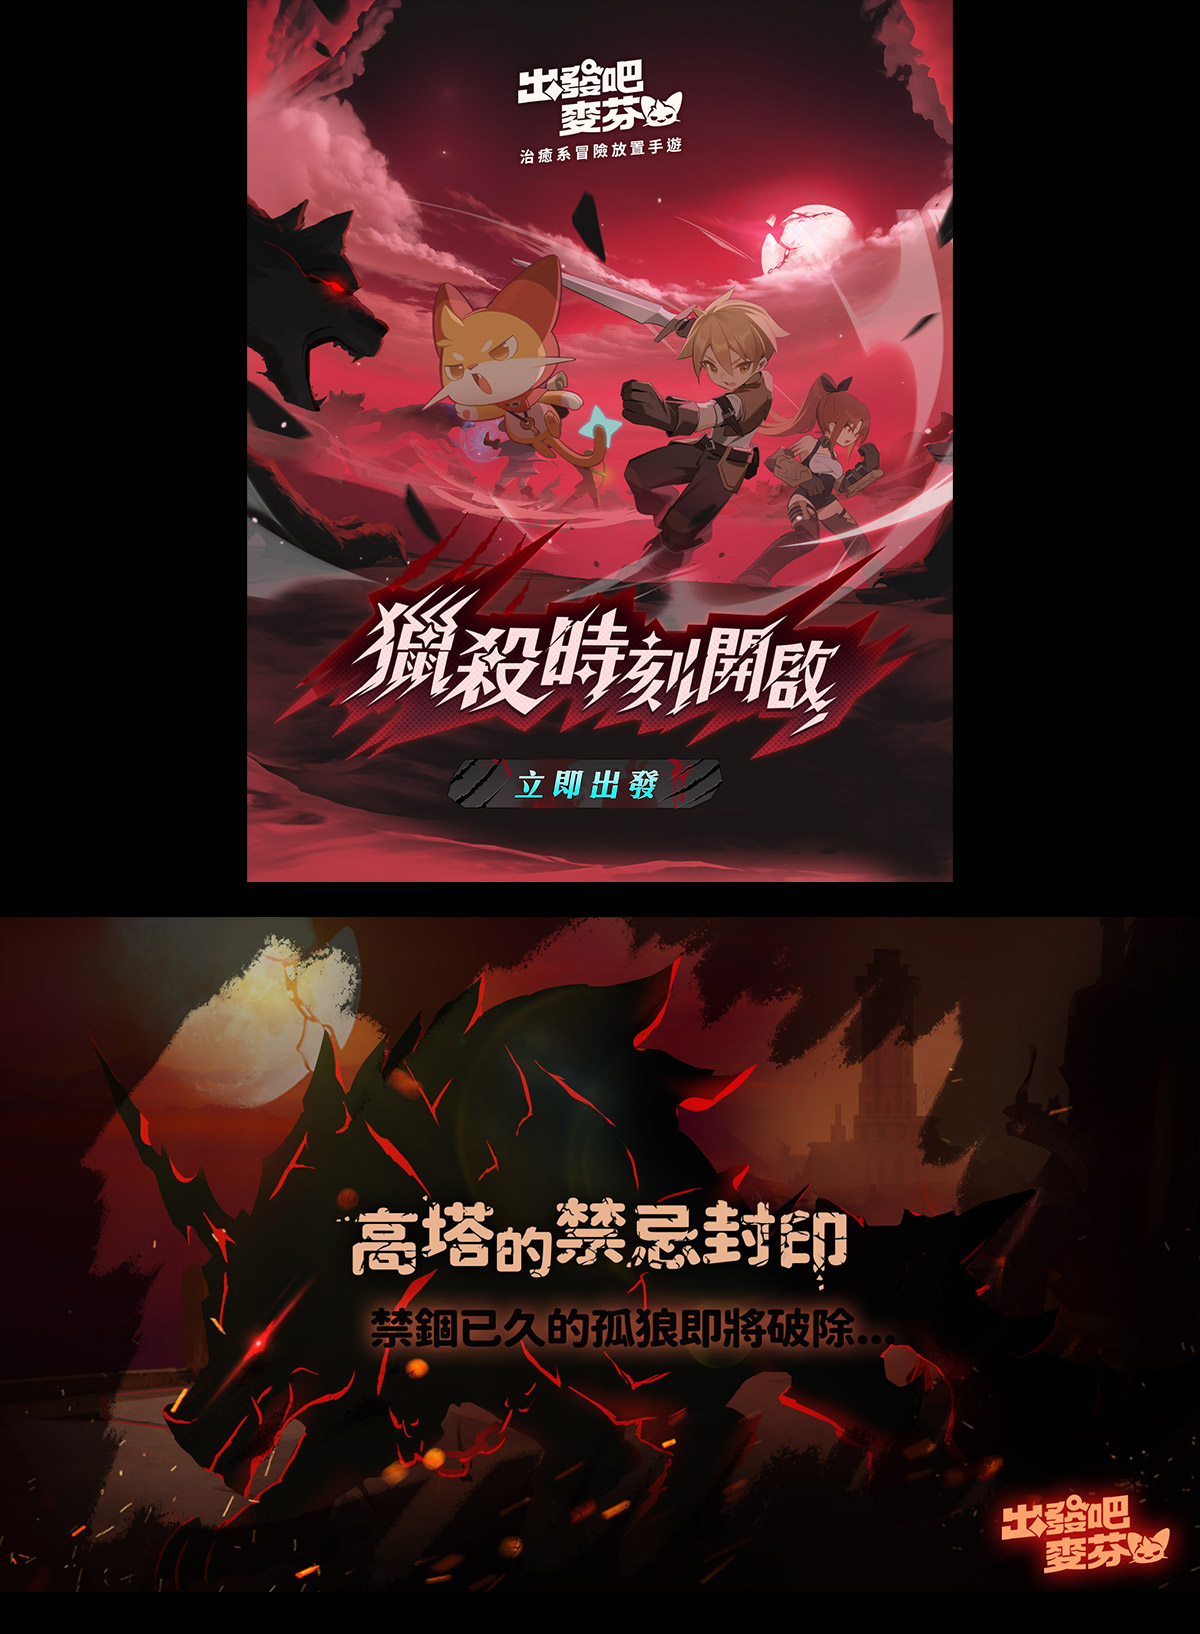 出發吧
麥芬
治癒系冒險放置手遊
獵殺時刻開啟
立即出發
高塔的禁忌封印
禁錮已久的孤狼即將破除...
出發吧
麥芬